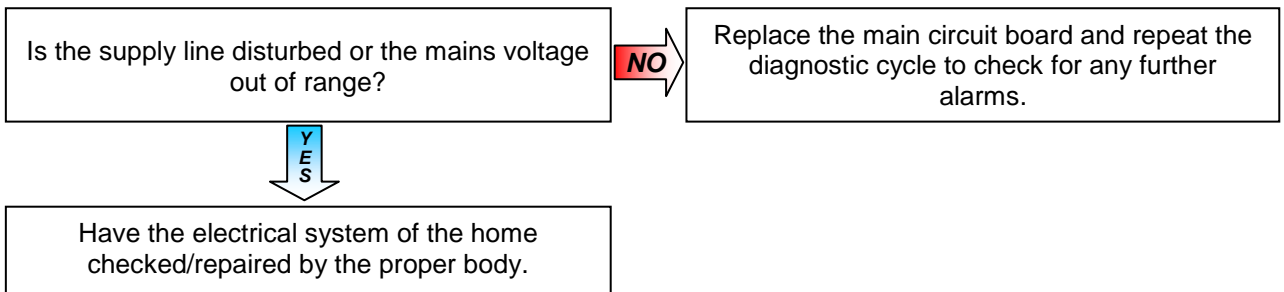 Is the supply line disturbed or the mains voltage
out of range?
NO
Replace the main circuit board and repeat the
diagnostic cycle to check for any further
alarms.
YES
Have the electrical system of the home
checked/repaired by the proper body.